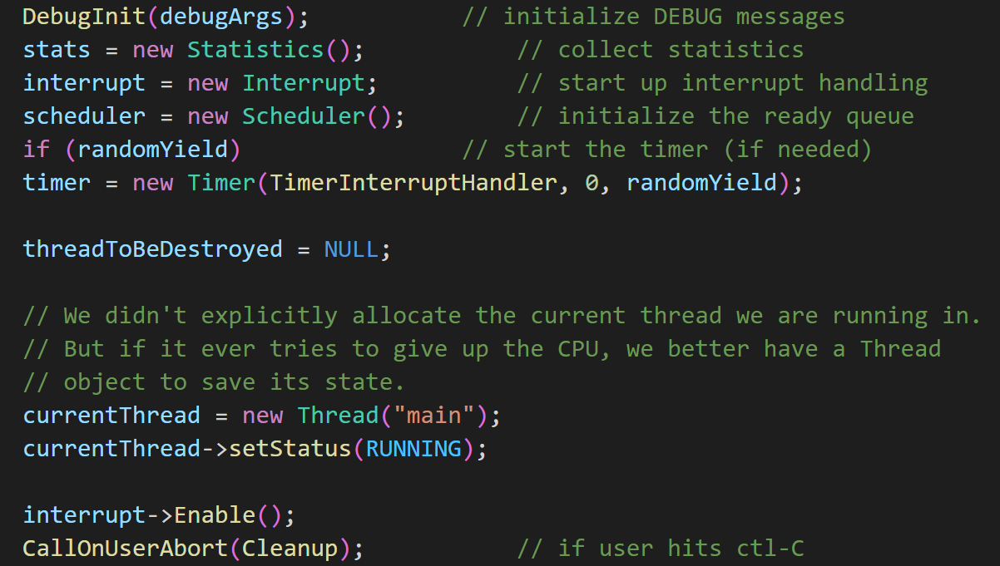 DebugInit(debugArgs); // initialize DEBUG messages
stats = new Statistics(); // collect statistics
interrupt = new Interrupt; // start up interrupt handling
scheduler = new Scheduler(); // initialize the ready queue
if (randomYield) // start the timer (if needed)
timer = new Timer(TimerInterruptHandler, 0, randomYield);
threadToBeDestroyed = NULL;
// We didn't explicitly allocate the current thread we are running in.
// But if it ever tries to give up the CPU, we better have a Thread
// object to save its state.
currentThread = new Thread("main");
currentThread->setStatus(RUNNING);
interrupt->Enable();
CallOnUserAbort(Cleanup); // if user hits ctl-C